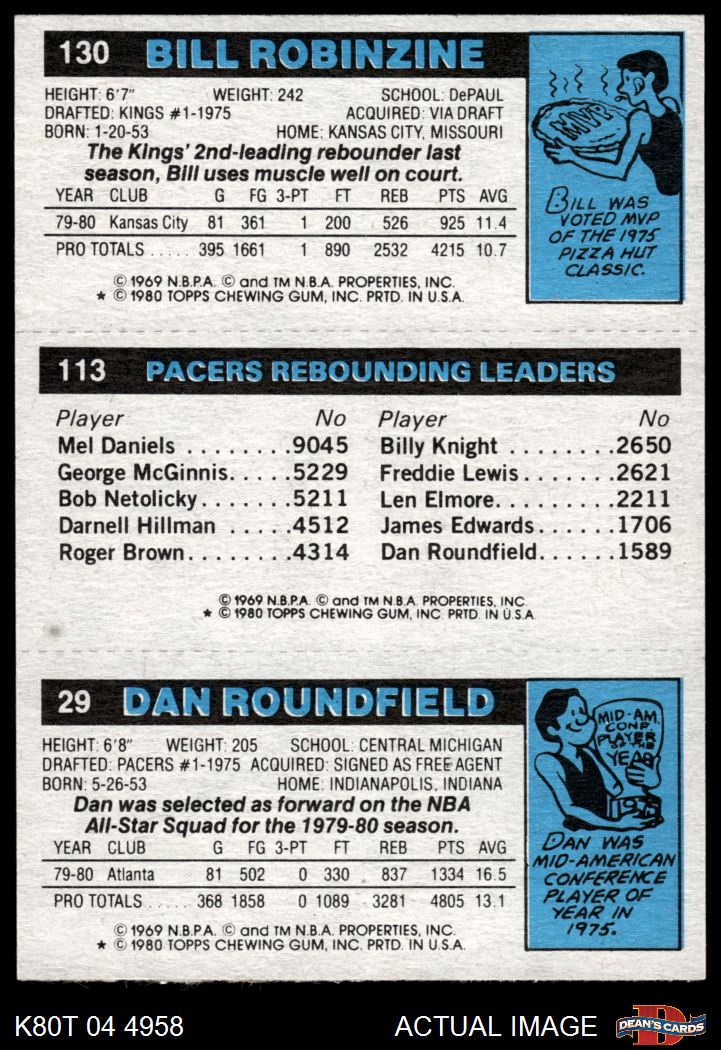 130 BILL ROBINZINE
HEIGHT: 6'7" WEIGHT: 242 SCHOOL: DePAUL
DRAFTED: KINGS #1-1975 ACQUIRED: VIA DRAFT
BORN: 1-20-53 HOME: KANSAS CITY, MISSOURI
The Kings' 2nd-leading rebounder last
season, Bill uses muscle well on court.
YEAR CLUB G FG 3-PT FT REB PTS AVG
79-80 Kansas City 81 361 1 200 526 925 11.4
PRO TOTALS ..... 395 1661 1 890 2532 4215 10.7
© 1969 N.B.P.A. © and TM N.B.A. PROPERTIES, INC.
* © 1980 TOPPS CHEWING GUM, INC. PRTD. IN U.S.A.
MVP
BILL WAS
VOTED MVP
OF THE 1975
PIZZA HUT
CLASSIC.
113 PACERS REBOUNDING LEADERS
Player No Player No
Mel Daniels ........9045 Billy Knight ........2650
George McGinnis.....5229 Freddie Lewis......2621
Bob Netolicky.......5211 Len Elmore........2211
Darnell Hillman .....4512 James Edwards......1706
Roger Brown........4314 Dan Roundfield......1589
© 1969 N.B.P.A. © and TM N.B.A. PROPERTIES, INC.
* © 1980 TOPPS CHEWING GUM, INC. PRTD. IN U.S.A.
29 DAN ROUNDFIELD
HEIGHT: 6'8" WEIGHT: 205 SCHOOL: CENTRAL MICHIGAN
DRAFTED: PACERS #1-1975 ACQUIRED: SIGNED AS FREE AGENT
BORN: 5-26-53 HOME: INDIANAPOLIS, INDIANA
Dan was selected as forward on the NBA
All-Star Squad for the 1979-80 season.
YEAR CLUB G FG 3-PT FT REB PTS AVG
79-80 Atlanta 81 502 0 330 837 1334 16.5
PRO TOTALS ..... 368 1858 0 1089 3281 4805 13.1
© 1969 N.B.P.A. © and TM N.B.A. PROPERTIES, INC.
* © 1980 TOPPS CHEWING GUM, INC. PRTD. IN U.S.A.
MID-AM.
CONF.
PLAYER
OF THE
YEAR
1975
DAN WAS
MID-AMERICAN
CONFERENCE
PLAYER OF
YEAR IN
1975.
K80T 04 4958 ACTUAL IMAGE D DEAN'S CARDS